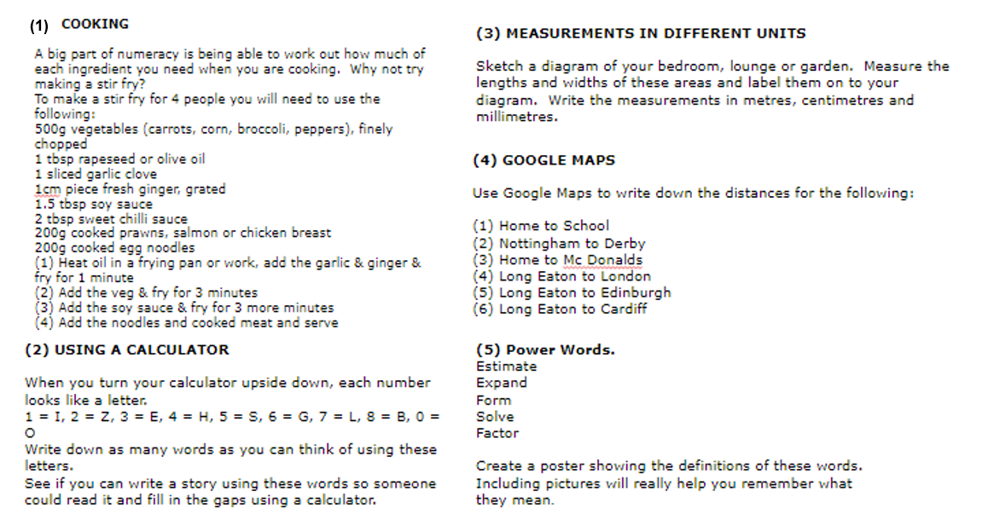 (1) COOKING
A big part of numeracy is being able to work out how much of
each ingredient you need when you are cooking. Why not try
making a stir fry?
To make a stir fry for 4 people you will need to use the
following:
500g vegetables (carrots, corn, broccoli, peppers), finely
chopped
1 tbsp rapeseed or olive oil
1 sliced garlic clove
1cm piece fresh ginger, grated
1.5 tbsp soy sauce
2 tbsp sweet chilli sauce
200g cooked prawns, salmon or chicken breast
200g cooked egg noodles
(1) Heat oil in a frying pan or work, add the garlic & ginger &
fry for 1 minute
(2) Add the veg & fry for 3 minutes
(3) Add the soy sauce & fry for 3 more minutes
(4) Add the noodles and cooked meat and serve
(2) USING A CALCULATOR
When you turn your calculator upside down, each number
looks like a letter.
1 = I, 2 = Z, 3 = E, 4 = H, 5 = S, 6 = G, 7 = L, 8 = B, 0 =
O
Write down as many words as you can think of using these
letters.
See if you can write a story using these words so someone
could read it and fill in the gaps using a calculator.
(3) MEASUREMENTS IN DIFFERENT UNITS
Sketch a diagram of your bedroom, lounge or garden. Measure the
lengths and widths of these areas and label them on to your
diagram. Write the measurements in metres, centimetres and
millimetres.
(4) GOOGLE MAPS
Use Google Maps to write down the distances for the following:
(1) Home to School
(2) Nottingham to Derby
(3) Home to Mc Donalds
(4) Long Eaton to London
(5) Long Eaton to Edinburgh
(6) Long Eaton to Cardiff
(5) Power Words.
Estimate
Expand
Form
Solve
Factor
Create a poster showing the definitions of these words.
Including pictures will really help you remember what
they mean.